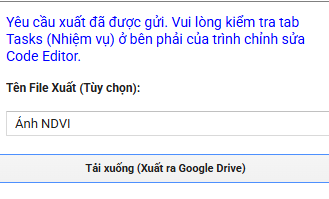 Yêu cầu xuất đã được gửi. Vui lòng kiểm tra tab
Tasks (Nhiệm vụ) ở bên phải của trình chỉnh sửa
Code Editor.
Tên File Xuất (Tùy chọn):
Ảnh NDVI
Tải xuống (Xuất ra Google Drive)